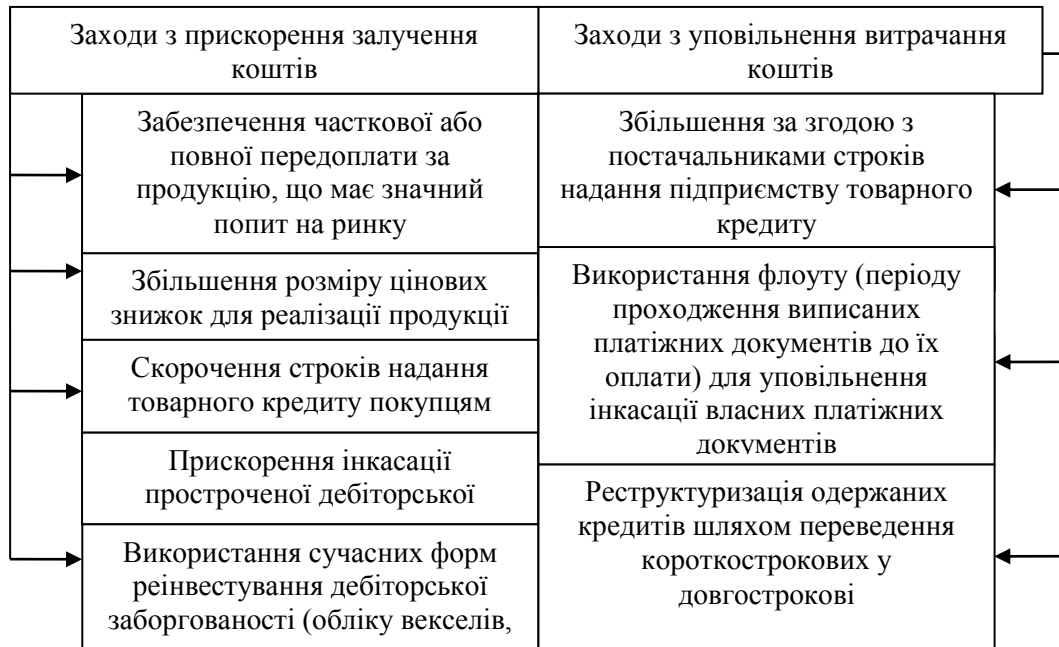 Заходи з прискорення залучення
коштів
Заходи з уповільнення витрачання
коштів
Забезпечення часткової або
повної передоплати за
продукцію, що має значний
попит на ринку
Збільшення розміру цінових
знижок для реалізації продукції
Скорочення строків надання
товарного кредиту покупцям
Прискорення інкасації
простроченої дебіторської
Використання сучасних форм
реінвестування дебіторської
заборгованості (обліку векселів,
Збільшення за згодою з
постачальниками строків
надання підприємству товарного
кредиту
Використання флоуту (періоду
проходження виписаних
платіжних документів до їх
оплати) для уповільнення
інкасації власних платіжних
документів
Реструктуризація одержаних
кредитів шляхом переведення
короткострокових у
довгострокові